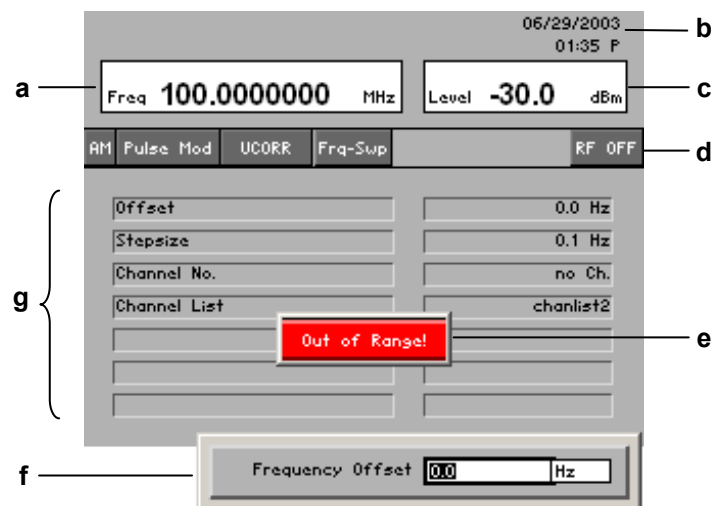 06/29/2003
b
01:35 P
a
Freq 100.0000000 MHz
Level -30.0 dBm
c
AM Pulse Mod UCORR Frq-Swp RF OFF
d
Offset 0.0 Hz
Stepsize 0.1 Hz
Channel No. no Ch.
g
Channel List chanlist2
Out of Range!
e
f
Frequency Offset 0.0 Hz